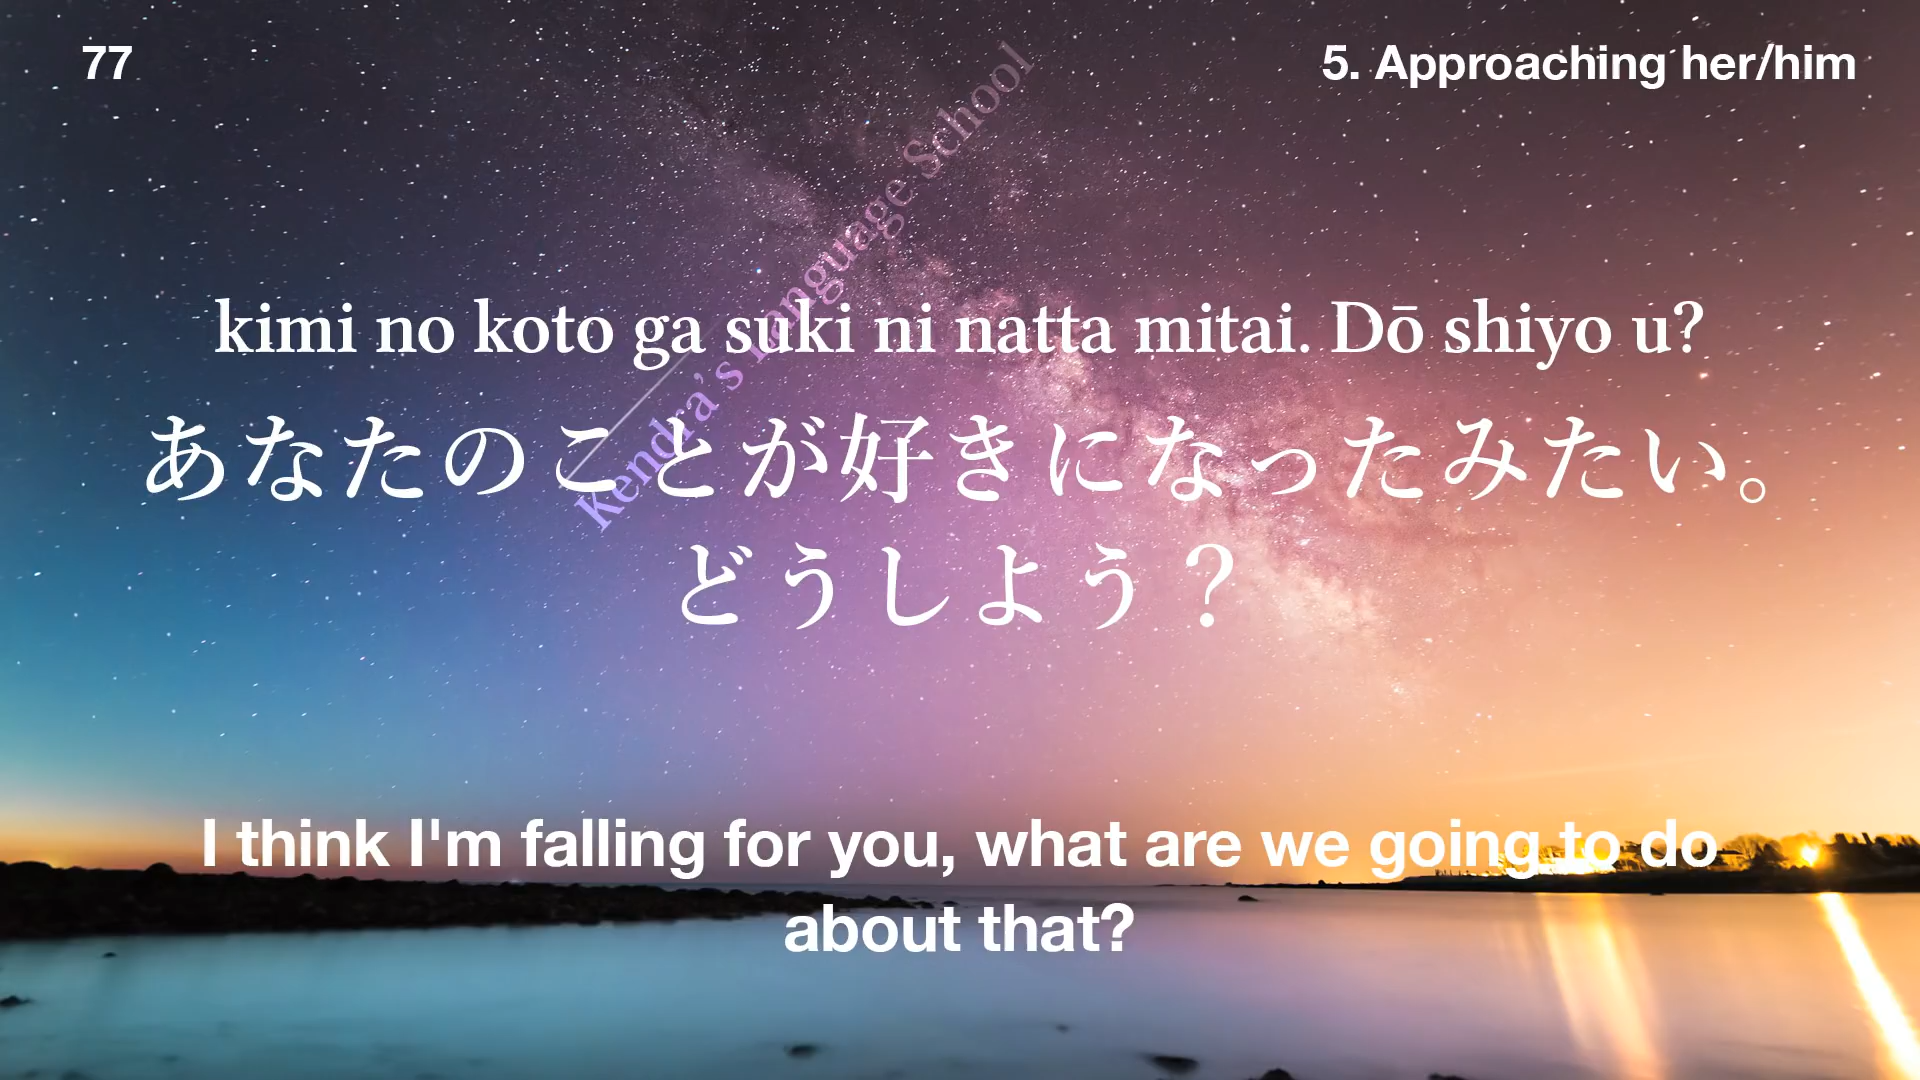 77
5. Approaching her/him
Kendra's Language School
kimi no koto ga suki ni natta mitai. Dō shiyo u?
あなたのことが好きになったみたい。
どうしよう？
I think I'm falling for you, what are we going to do
about that?